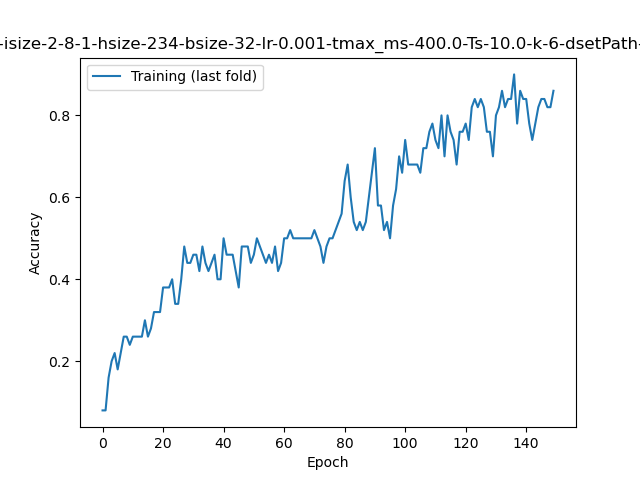 -isize-2-8-1-hsize-234-bsize-32-lr-0.001-tmax_ms-400.0-Ts-10.0-k-6-dsetPath-
Training (last fold)
Accuracy
0.8
0.6
0.4
0.2
0 20 40 60 80 100 120 140
Epoch